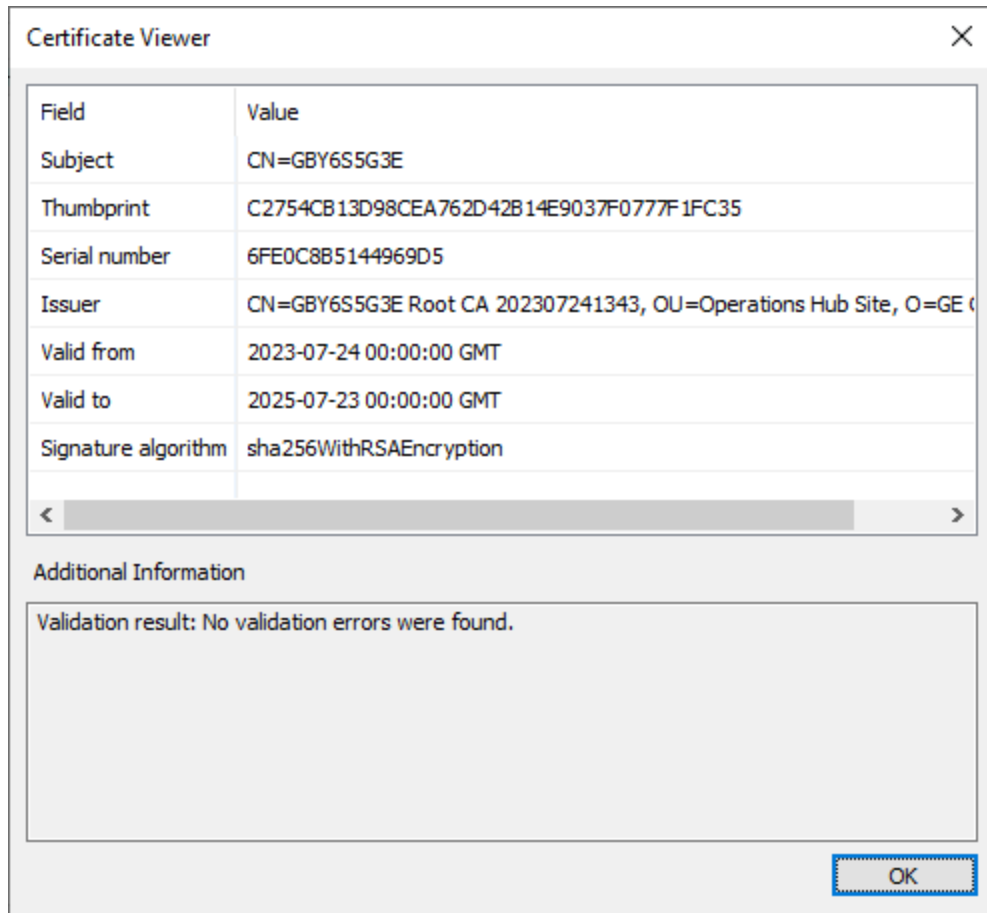 Certificate Viewer
Field Value
Subject CN=GBY6S5G3E
Thumbprint C2754CB13D98CEA762D42B14E9037F0777F1FC35
Serial number 6FE0C8B5144969D5
Issuer CN=GBY6S5G3E Root CA 202307241343, OU=Operations Hub Site, O=GE
Valid from 2023-07-24 00:00:00 GMT
Valid to 2025-07-23 00:00:00 GMT
Signature algorithm sha256WithRSAEncryption
Additional Information
Validation result: No validation errors were found.
OK